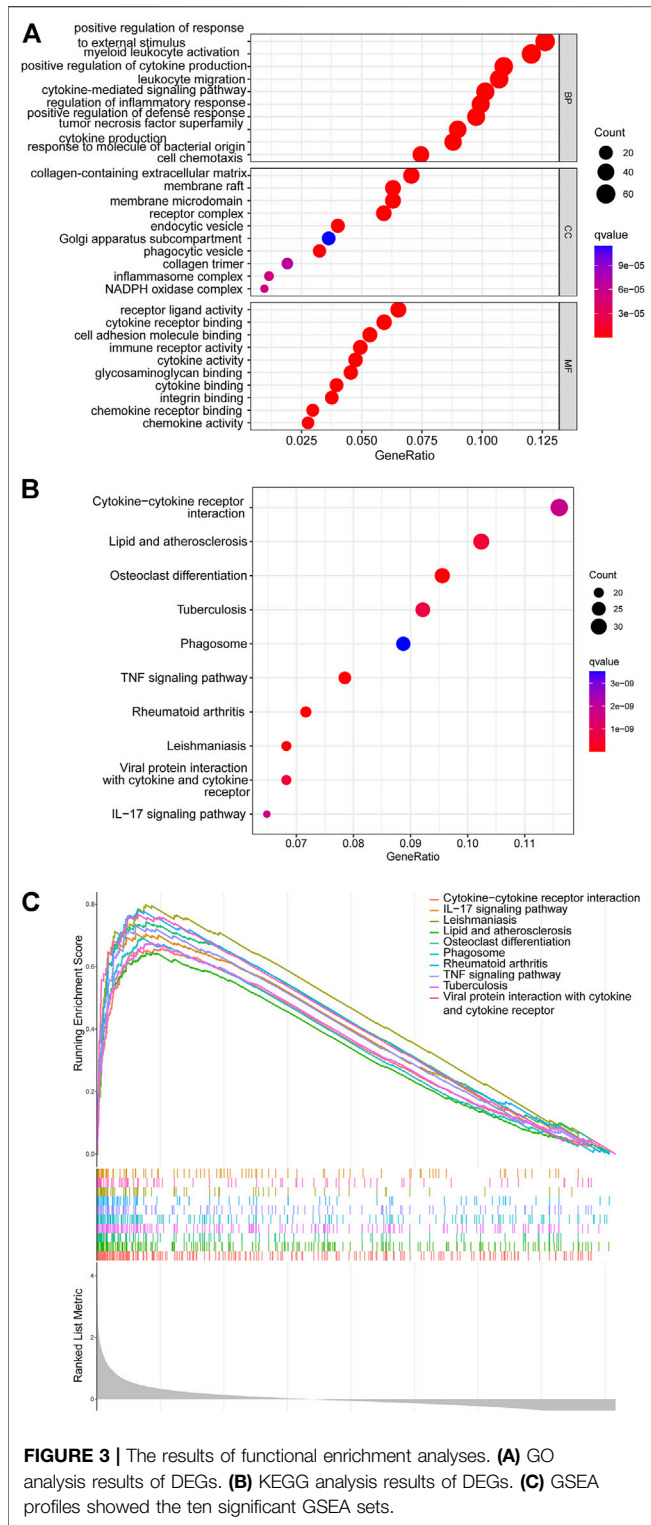 A
positive regulation of response
to external stimulus
myeloid leukocyte activation
positive regulation of cytokine production
leukocyte migration
cytokine-mediated signaling pathway
regulation of inflammatory response
positive regulation of defense response
tumor necrosis factor superfamily
cytokine production
response to molecule of bacterial origin
cell chemotaxis
BP
collagen-containing extracellular matrix
membrane raft
membrane microdomain
receptor complex
endocytic vesicle
Golgi apparatus subcompartment
phagocytic vesicle
collagen trimer
inflammasome complex
NADPH oxidase complex
CC
receptor ligand activity
cytokine receptor binding
cell adhesion molecule binding
immune receptor activity
cytokine activity
glycosaminoglycan binding
cytokine binding
integrin binding
chemokine receptor binding
chemokine activity
MF
0.025 0.050 0.075 0.100 0.125
GeneRatio
Count
20
40
60
qvalue
9e-05
6e-05
3e-05
B
Cytokine−cytokine receptor
interaction
Lipid and atherosclerosis
Osteoclast differentiation
Tuberculosis
Phagosome
TNF signaling pathway
Rheumatoid arthritis
Leishmaniasis
Viral protein interaction
with cytokine and cytokine
receptor
IL−17 signaling pathway
0.07 0.08 0.09 0.10 0.11
GeneRatio
Count
20
25
30
qvalue
3e−09
2e−09
1e−09
C
Running Enrichment Score
0.8
0.6
0.4
0.2
0.0
Cytokine−cytokine receptor interaction
IL−17 signaling pathway
Leishmaniasis
Lipid and atherosclerosis
Osteoclast differentiation
Phagosome
Rheumatoid arthritis
TNF signaling pathway
Tuberculosis
Viral protein interaction with cytokine
and cytokine receptor
Ranked List Metric
4
2
0
FIGURE 3 | The results of functional enrichment analyses. (A) GO
analysis results of DEGs. (B) KEGG analysis results of DEGs. (C) GSEA
profiles showed the ten significant GSEA sets.